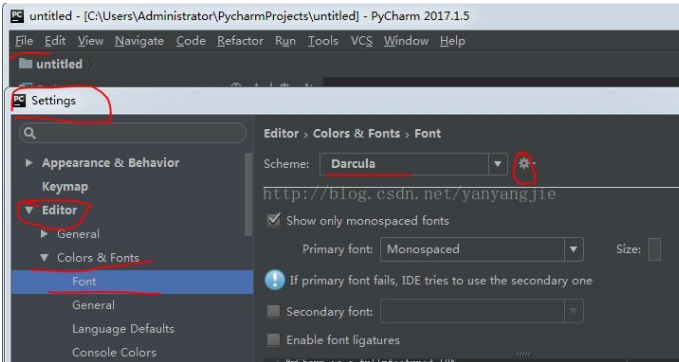 untitled - [C:\Users\Administrator\PycharmProjects\untitled] - PyCharm 2017.1.5
File Edit View Navigate Code Refactor Run Tools VCS Window Help
untitled
Settings
Editor › Colors & Fonts › Font
Appearance & Behavior
Scheme: Darcula
Keymap
http://blog.csdn.net/yanyangjie
Editor
Show only monospaced fonts
General
Primary font: Monospaced Size:
Colors & Fonts
Font
If primary font fails, IDE tries to use the secondary one
General
Secondary font:
Language Defaults
Enable font ligatures
Console Colors